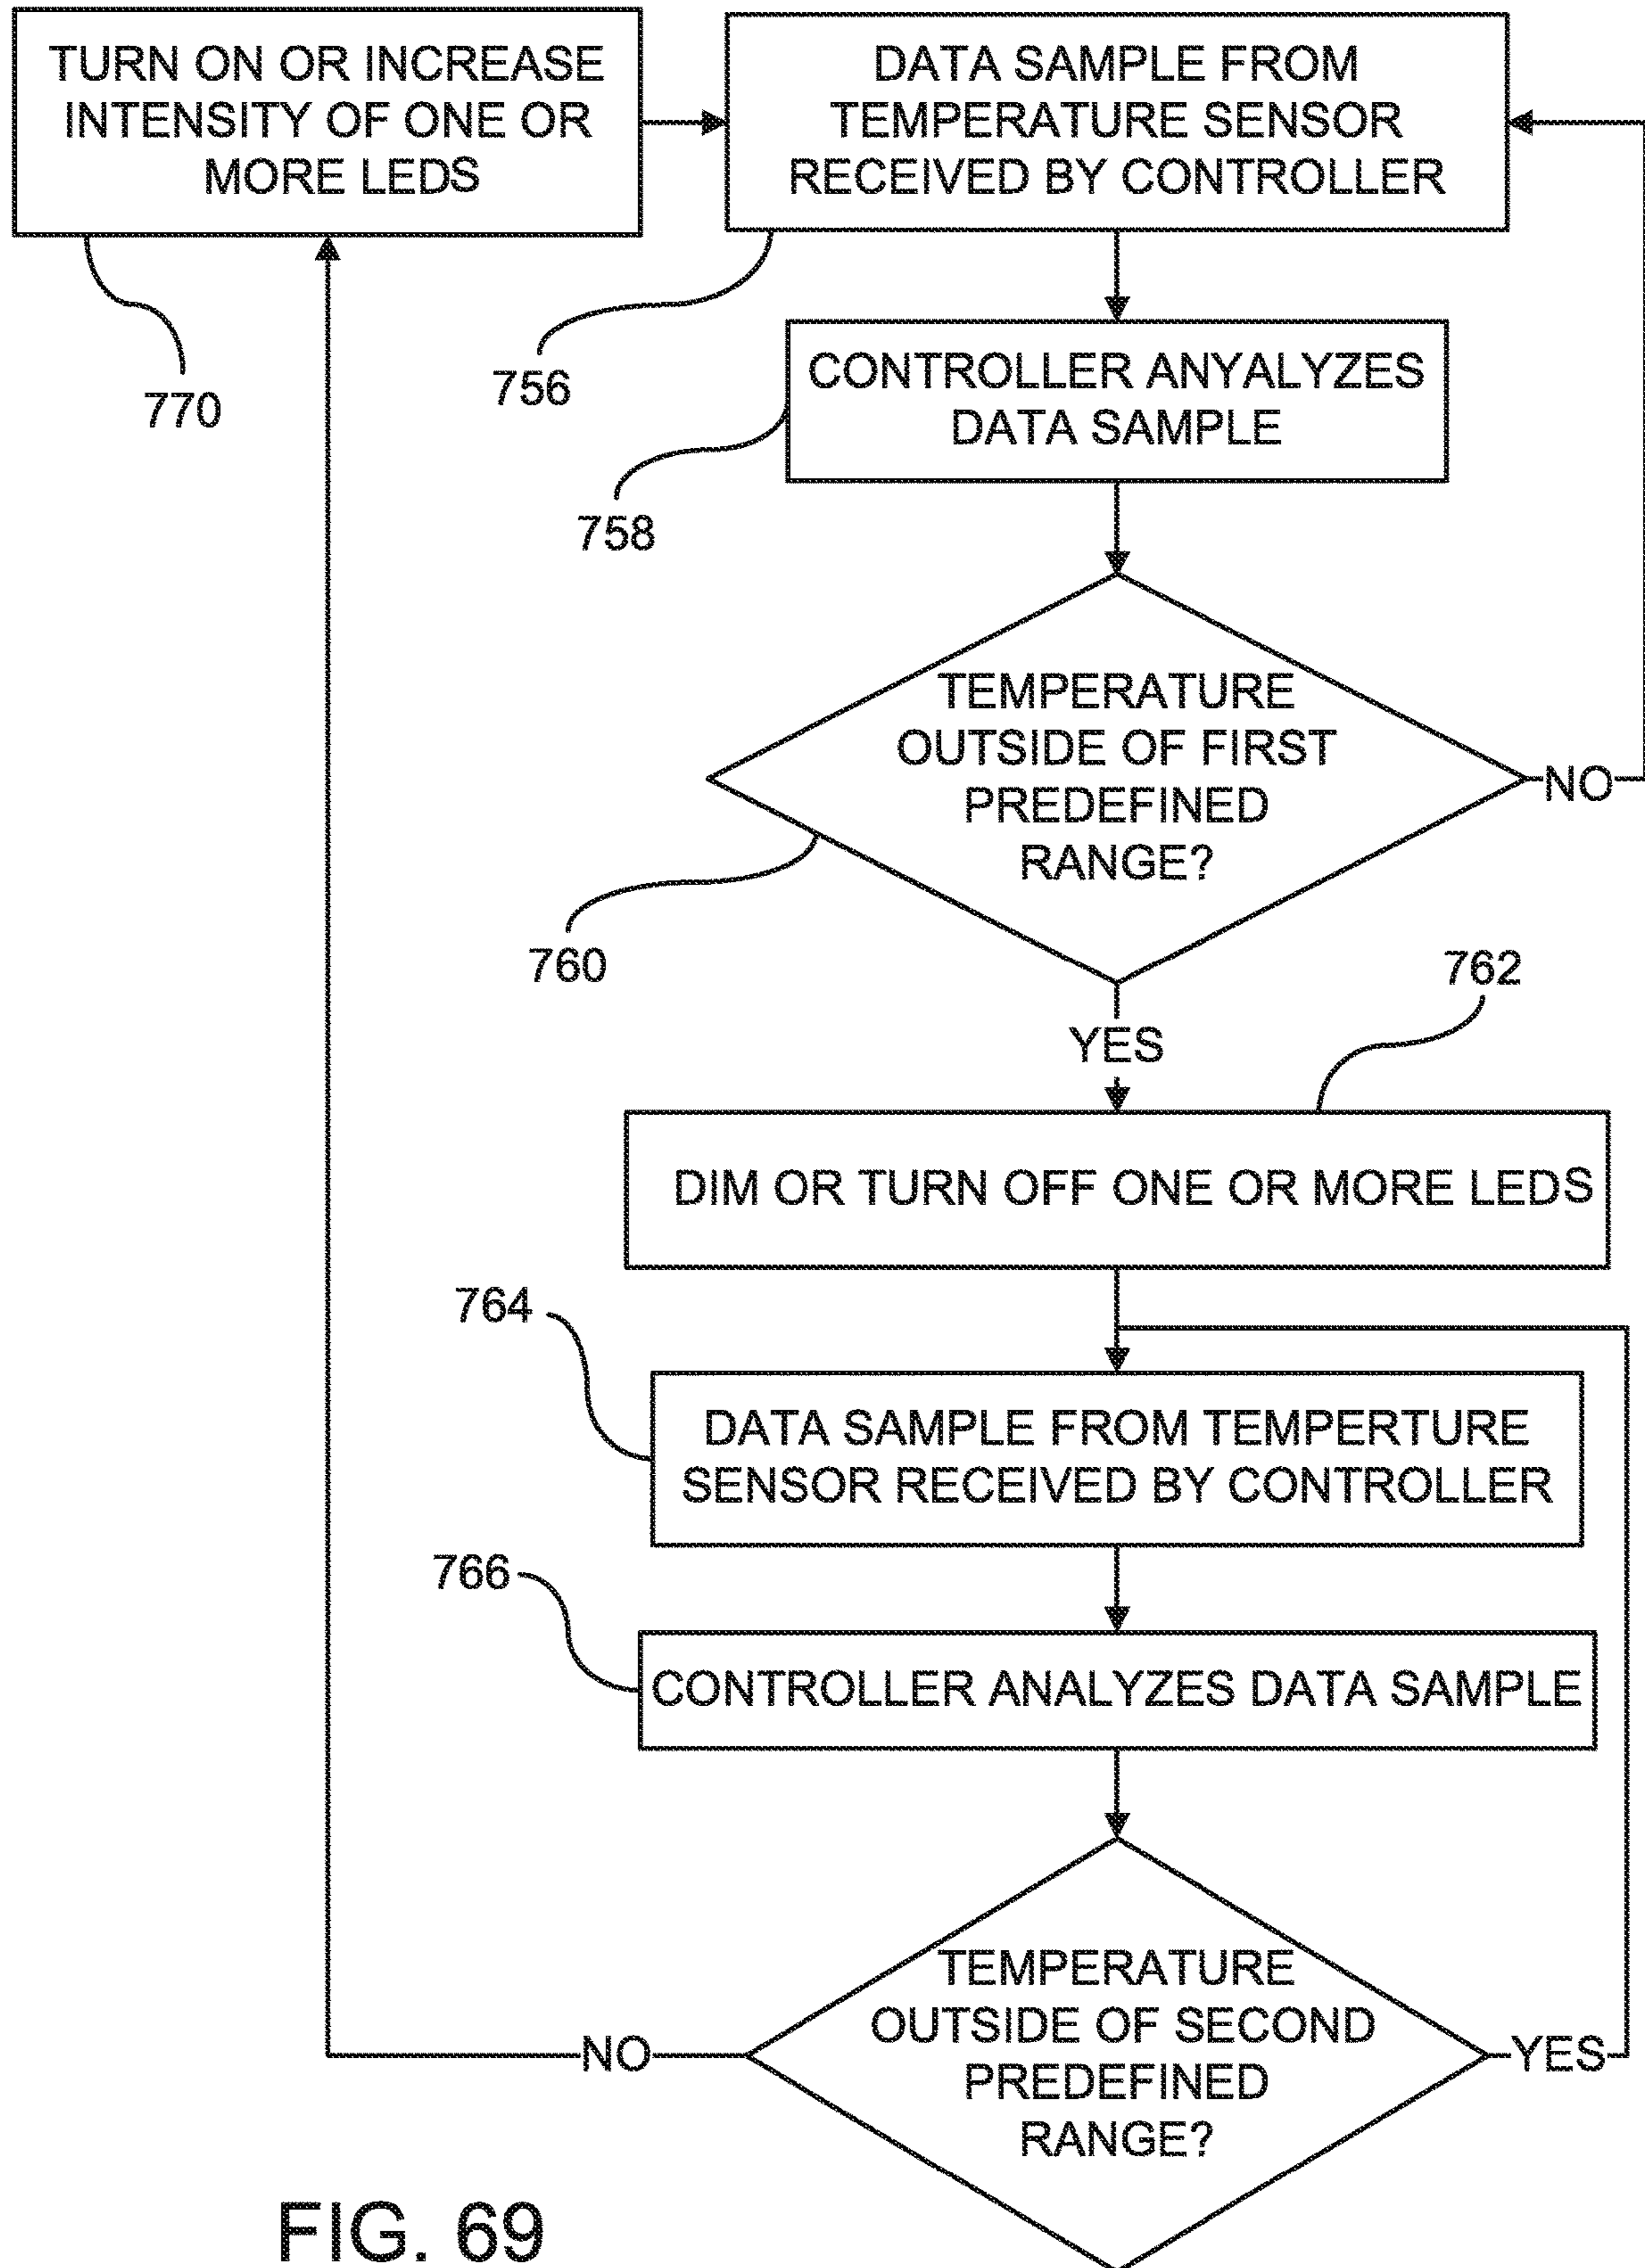 TURN ON OR INCREASE
INTENSITY OF ONE OR
MORE LEDS
770
DATA SAMPLE FROM
TEMPERATURE SENSOR
RECEIVED BY CONTROLLER
756
CONTROLLER ANYALYZES
DATA SAMPLE
758
TEMPERATURE
OUTSIDE OF FIRST
PREDEFINED
RANGE?
NO
760
YES
762
DIM OR TURN OFF ONE OR MORE LEDS
764
DATA SAMPLE FROM TEMPERTURE
SENSOR RECEIVED BY CONTROLLER
766
CONTROLLER ANALYZES DATA SAMPLE
TEMPERATURE
OUTSIDE OF SECOND
PREDEFINED
RANGE?
NO
YES
FIG. 69